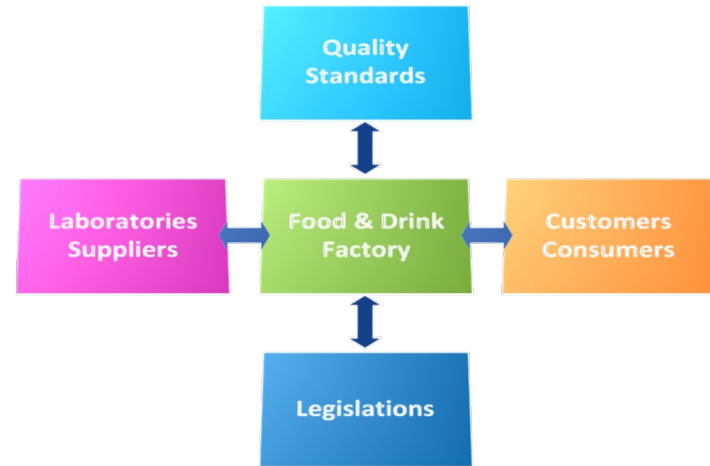 Quality
Standards
Laboratories
Suppliers
Food & Drink
Factory
Customers
Consumers
Legislations